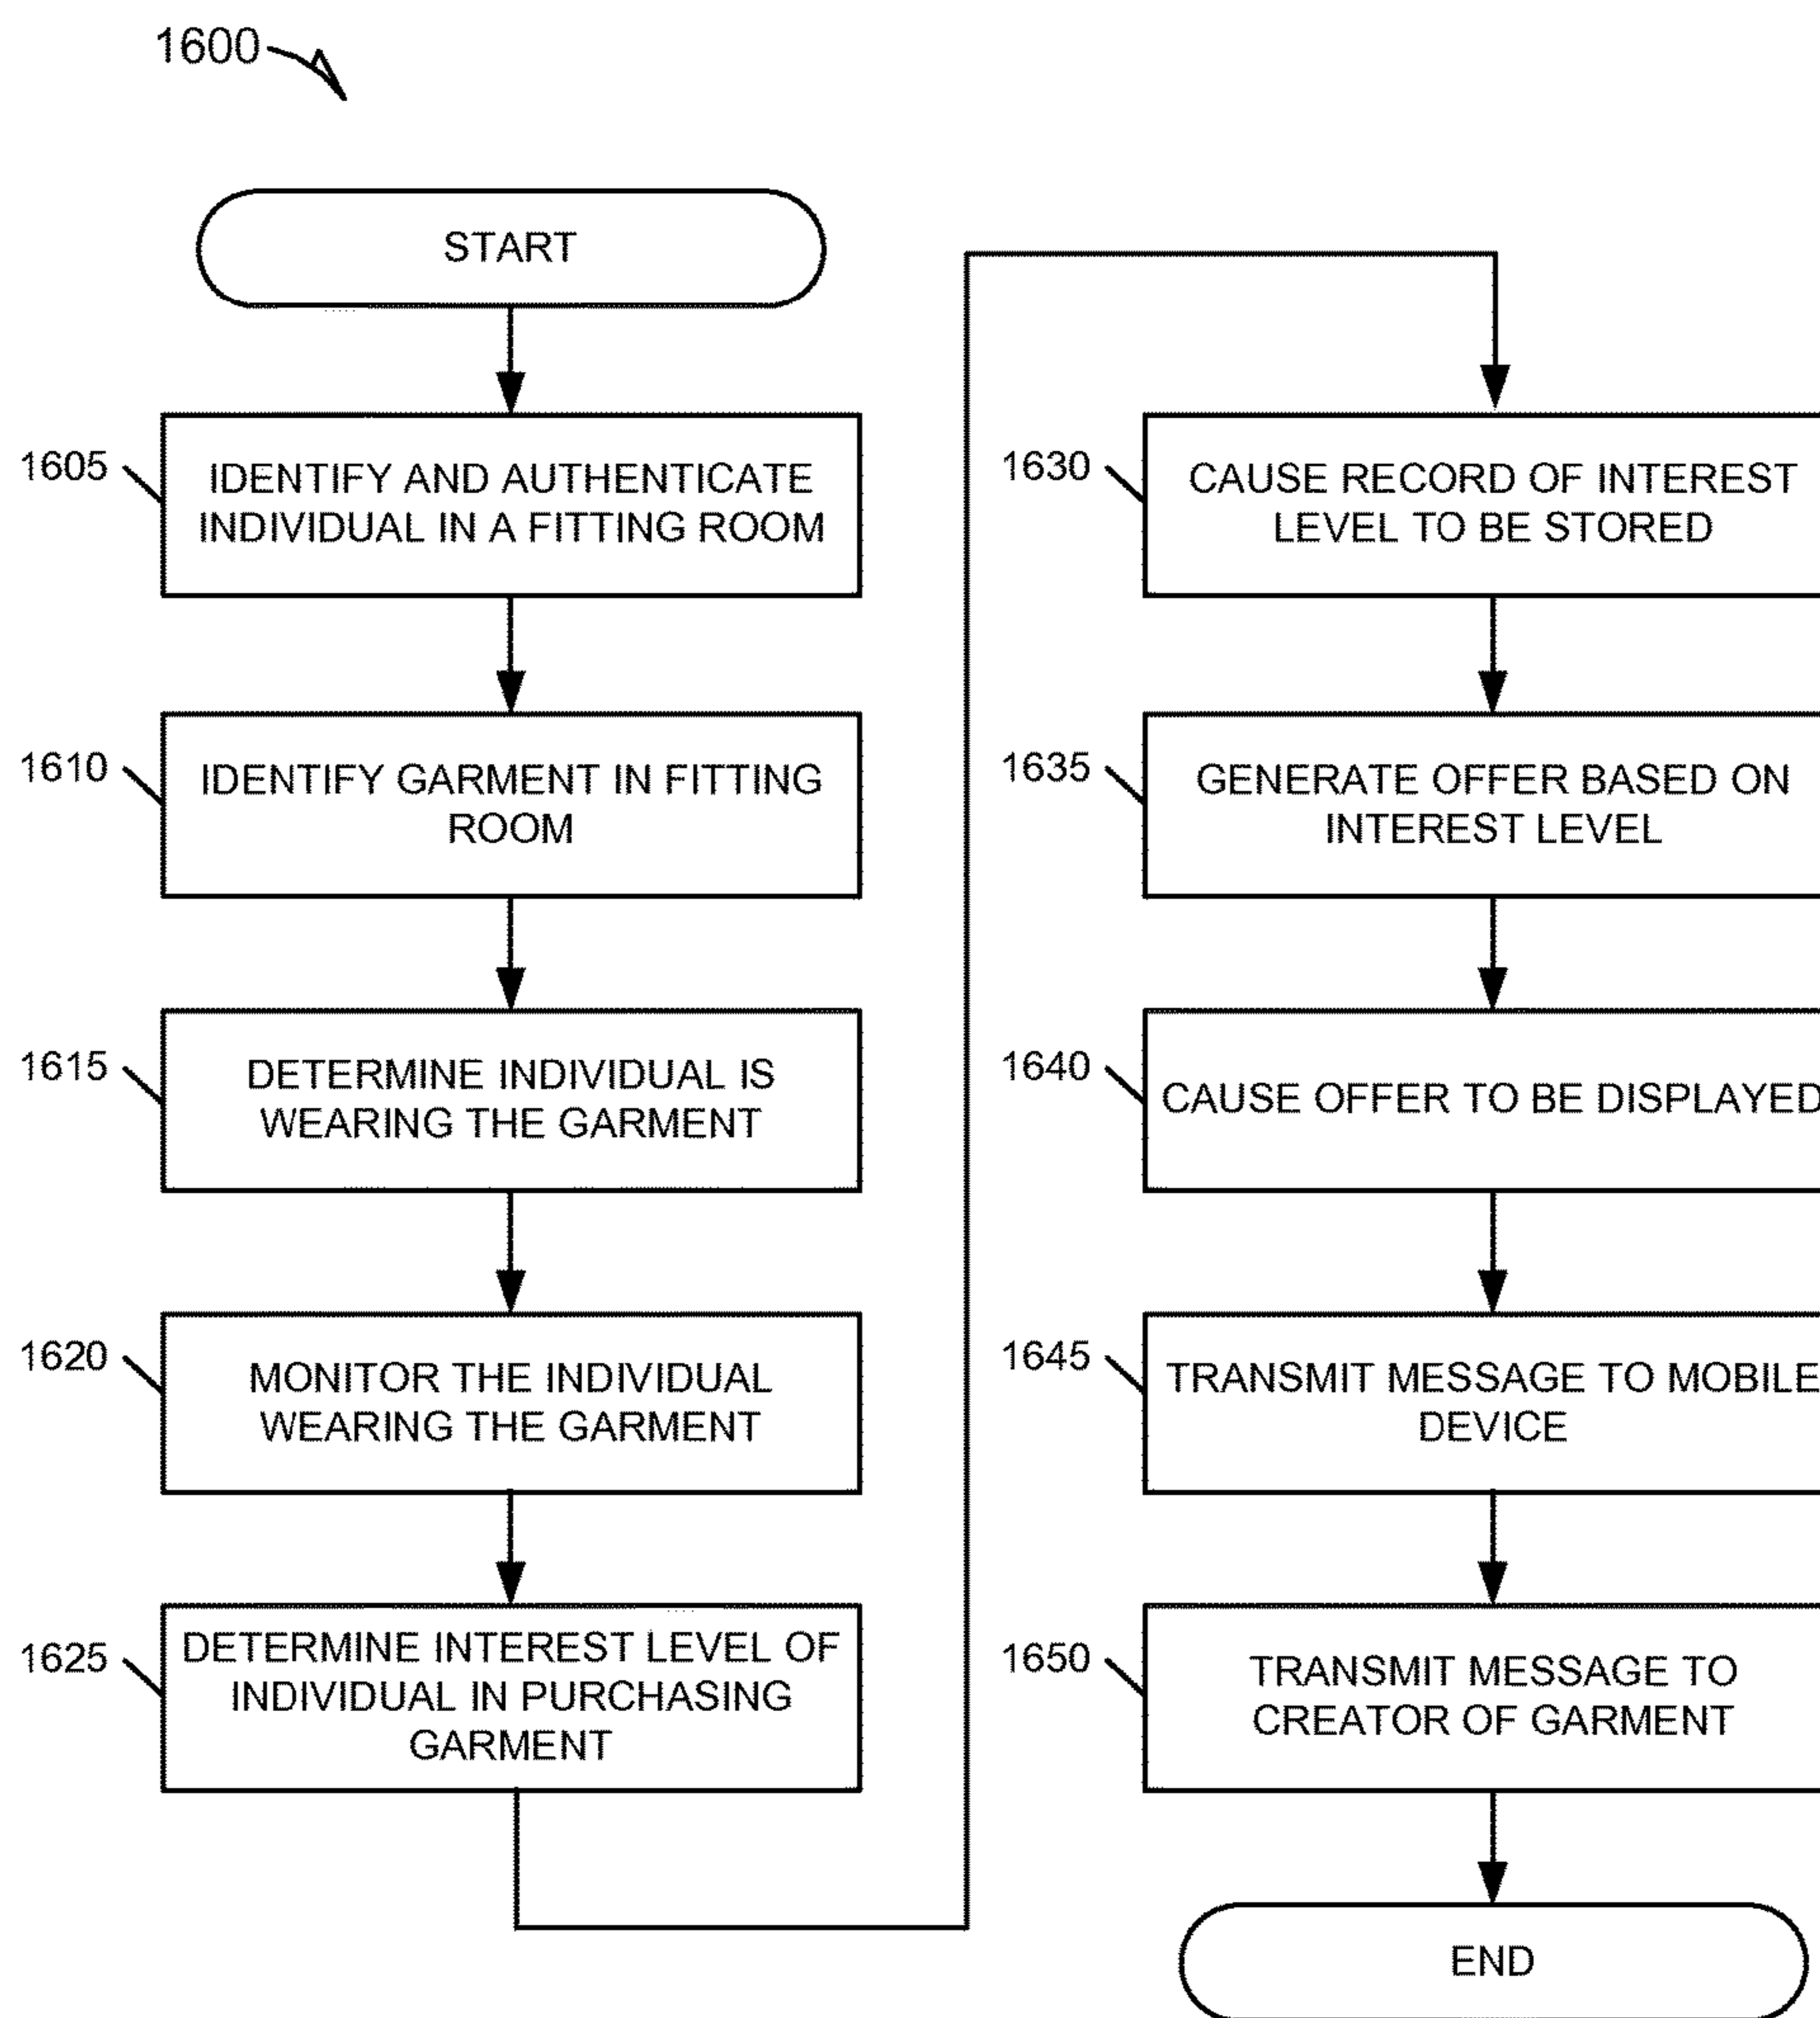 1600
START
1605
IDENTIFY AND AUTHENTICATE
INDIVIDUAL IN A FITTING ROOM
1610
IDENTIFY GARMENT IN FITTING
ROOM
1615
DETERMINE INDIVIDUAL IS
WEARING THE GARMENT
1620
MONITOR THE INDIVIDUAL
WEARING THE GARMENT
1625
DETERMINE INTEREST LEVEL OF
INDIVIDUAL IN PURCHASING
GARMENT
1630
CAUSE RECORD OF INTEREST
LEVEL TO BE STORED
1635
GENERATE OFFER BASED ON
INTEREST LEVEL
1640
CAUSE OFFER TO BE DISPLAYED
1645
TRANSMIT MESSAGE TO MOBILE
DEVICE
1650
TRANSMIT MESSAGE TO
CREATOR OF GARMENT
END